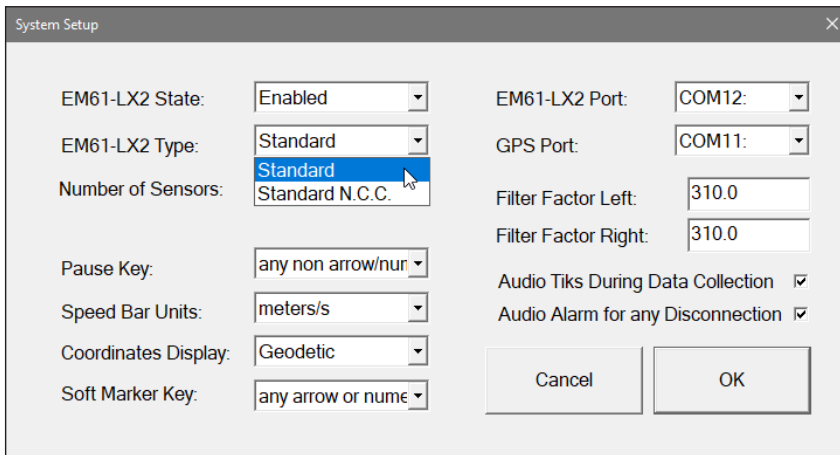 System Setup
EM61-LX2 State: Enabled
EM61-LX2 Type: Standard
Standard
Standard N.C.C.
Number of Sensors:
Pause Key: any non arrow/nun
Speed Bar Units: meters/s
Coordinates Display: Geodetic
Soft Marker Key: any arrow or nume
EM61-LX2 Port: COM12:
GPS Port: COM11:
Filter Factor Left: 310.0
Filter Factor Right: 310.0
Audio Tiks During Data Collection
Audio Alarm for any Disconnection
Cancel
OK